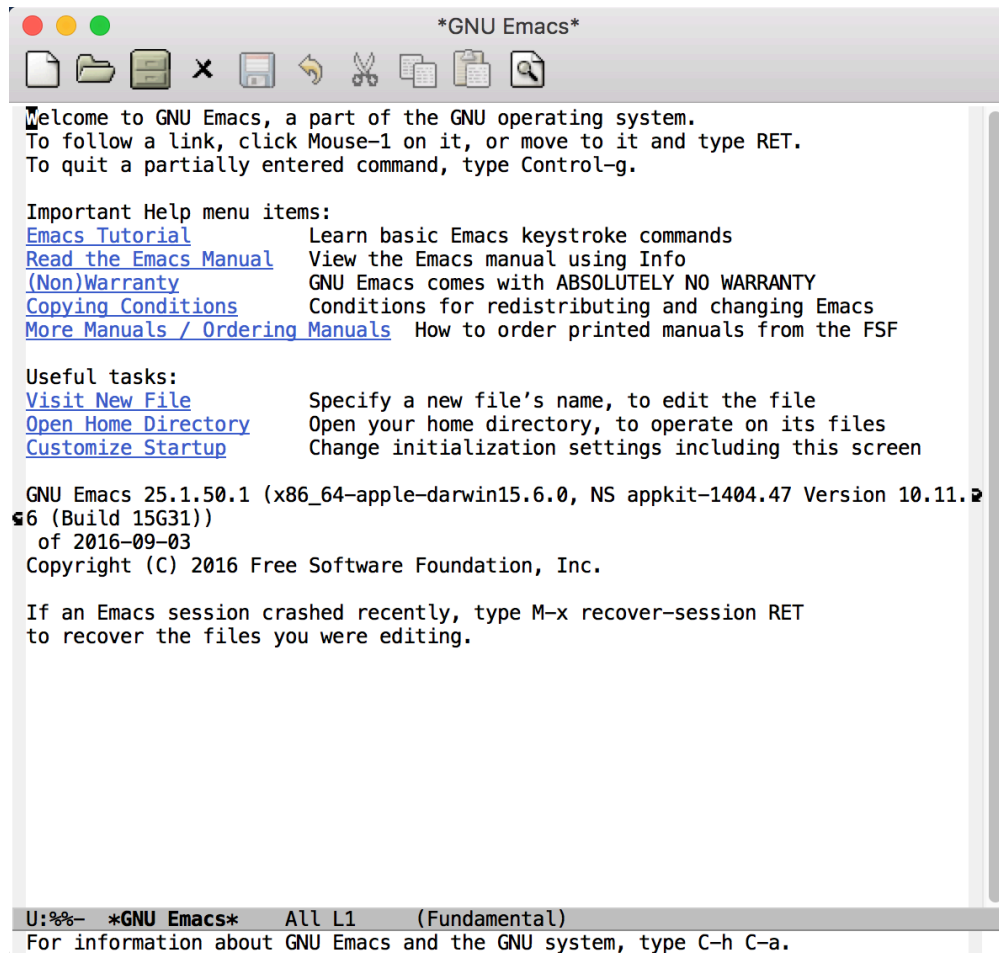 *GNU Emacs*
Welcome to GNU Emacs, a part of the GNU operating system.
To follow a link, click Mouse-1 on it, or move to it and type RET.
To quit a partially entered command, type Control-g.
Important Help menu items:
Emacs Tutorial Learn basic Emacs keystroke commands
Read the Emacs Manual View the Emacs manual using Info
(Non)Warranty GNU Emacs comes with ABSOLUTELY NO WARRANTY
Copying Conditions Conditions for redistributing and changing Emacs
More Manuals / Ordering Manuals How to order printed manuals from the FSF
Useful tasks:
Visit New File Specify a new file’s name, to edit the file
Open Home Directory Open your home directory, to operate on its files
Customize Startup Change initialization settings including this screen
GNU Emacs 25.1.50.1 (x86_64-apple-darwin15.6.0, NS appkit-1404.47 Version 10.11.
6 (Build 15G31))
of 2016-09-03
Copyright (C) 2016 Free Software Foundation, Inc.
If an Emacs session crashed recently, type M-x recover-session RET
to recover the files you were editing.
U:%%- *GNU Emacs* All L1 (Fundamental)
For information about GNU Emacs and the GNU system, type C-h C-a.